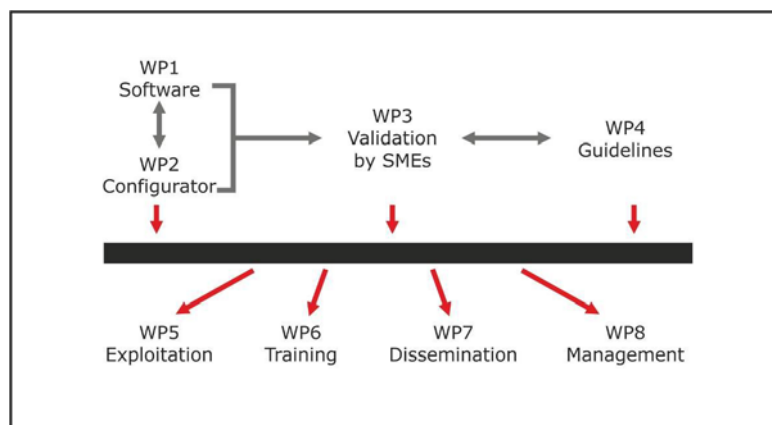 WP1
Software
WP2
Configurator
WP3
Validation
by SMEs
WP4
Guidelines
WP5
Exploitation
WP6
Training
WP7
Dissemination
WP8
Management